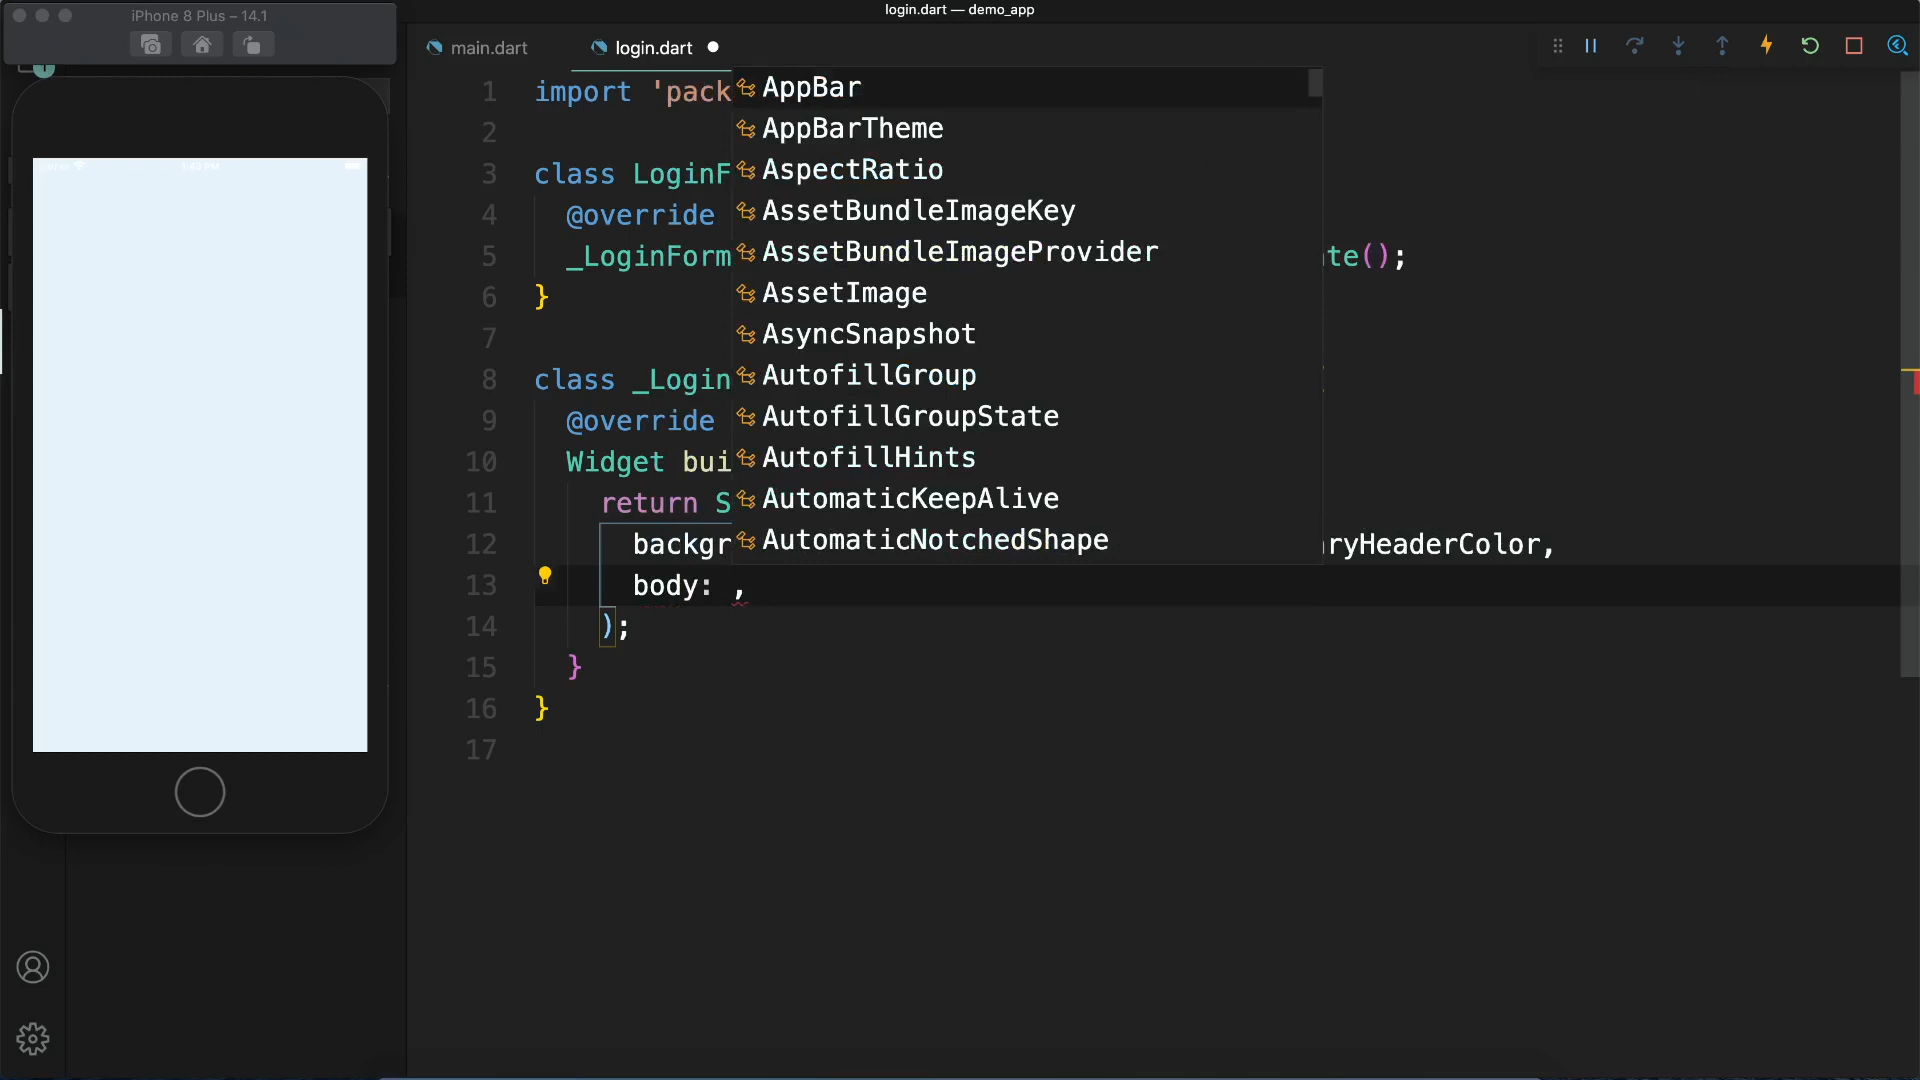 login.dart — demo_app
iPhone 8 Plus – 14.1
main.dart
login.dart
1 import 'pack
2
3 class LoginF
4 @override
5 _LoginForm te();
6 }
7
8 class _Login
9 @override
10 Widget bui
11 return S
12 backgr ryHeaderColor,
13 body: ,
14 );
15 }
16 }
17
AppBar
AppBarTheme
AspectRatio
AssetBundleImageKey
AssetBundleImageProvider
AssetImage
AsyncSnapshot
AutofillGroup
AutofillGroupState
AutofillHints
AutomaticKeepAlive
AutomaticNotchedShape